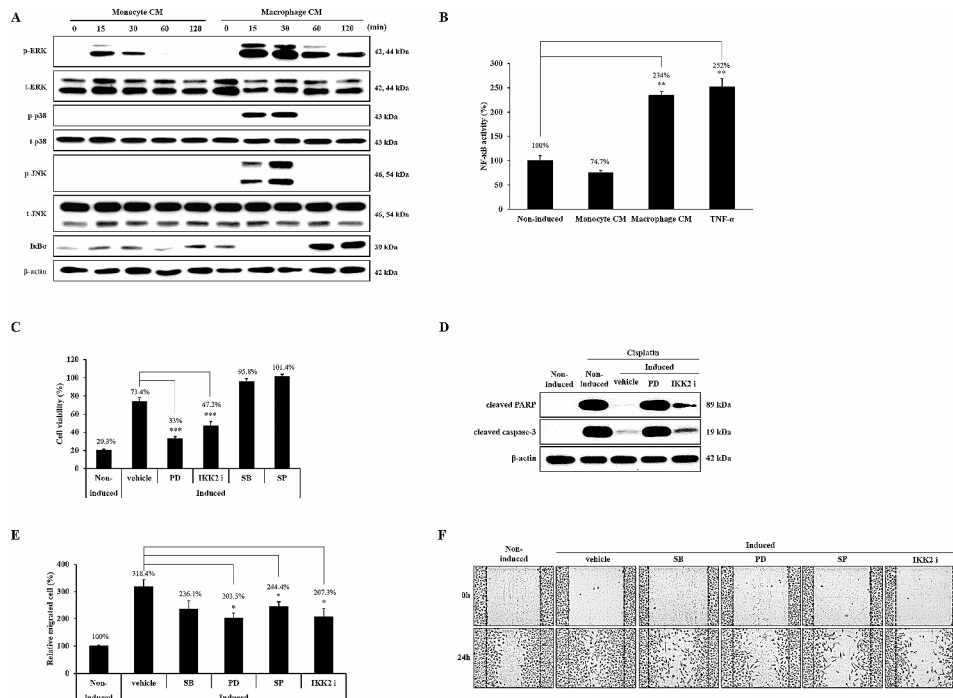 A
Monocyte CM Macrophage CM
0 15 30 60 120 0 15 30 60 120 (min)
p-ERK 42, 44 kDa
t-ERK 42, 44 kDa
p-p38 43 kDa
t-p38 43 kDa
p-JNK 46, 54 kDa
t-JNK 46, 54 kDa
IκBα 39 kDa
β-actin 42 kDa
B
NF-κB activity (%)
300
250
200
150
100
50
0
100%
74.7%
234%
**
252%
**
Non-induced Monocyte CM Macrophage CM TNF-α
C
Cell viability (%)
120
100
80
60
40
20
0
20.3%
73.4%
33%
***
47.2%
***
95.8%
101.4%
Non-induced vehicle PD IKK2 i SB SP
Induced
D
Cisplatin
Non-induced Non-induced Induced
vehicle PD IKK2 i
cleaved PARP 89 kDa
cleaved caspase-3 19 kDa
β-actin 42 kDa
E
Relative migrated cell (%)
400
300
200
100
0
100%
318.4%
236.1%
203.5%
*
244.4%
*
207.3%
*
Non-induced vehicle SB PD SP IKK2 i
Induced
F
Non-induced Induced
vehicle SB PD SP IKK2 i
0h
24h